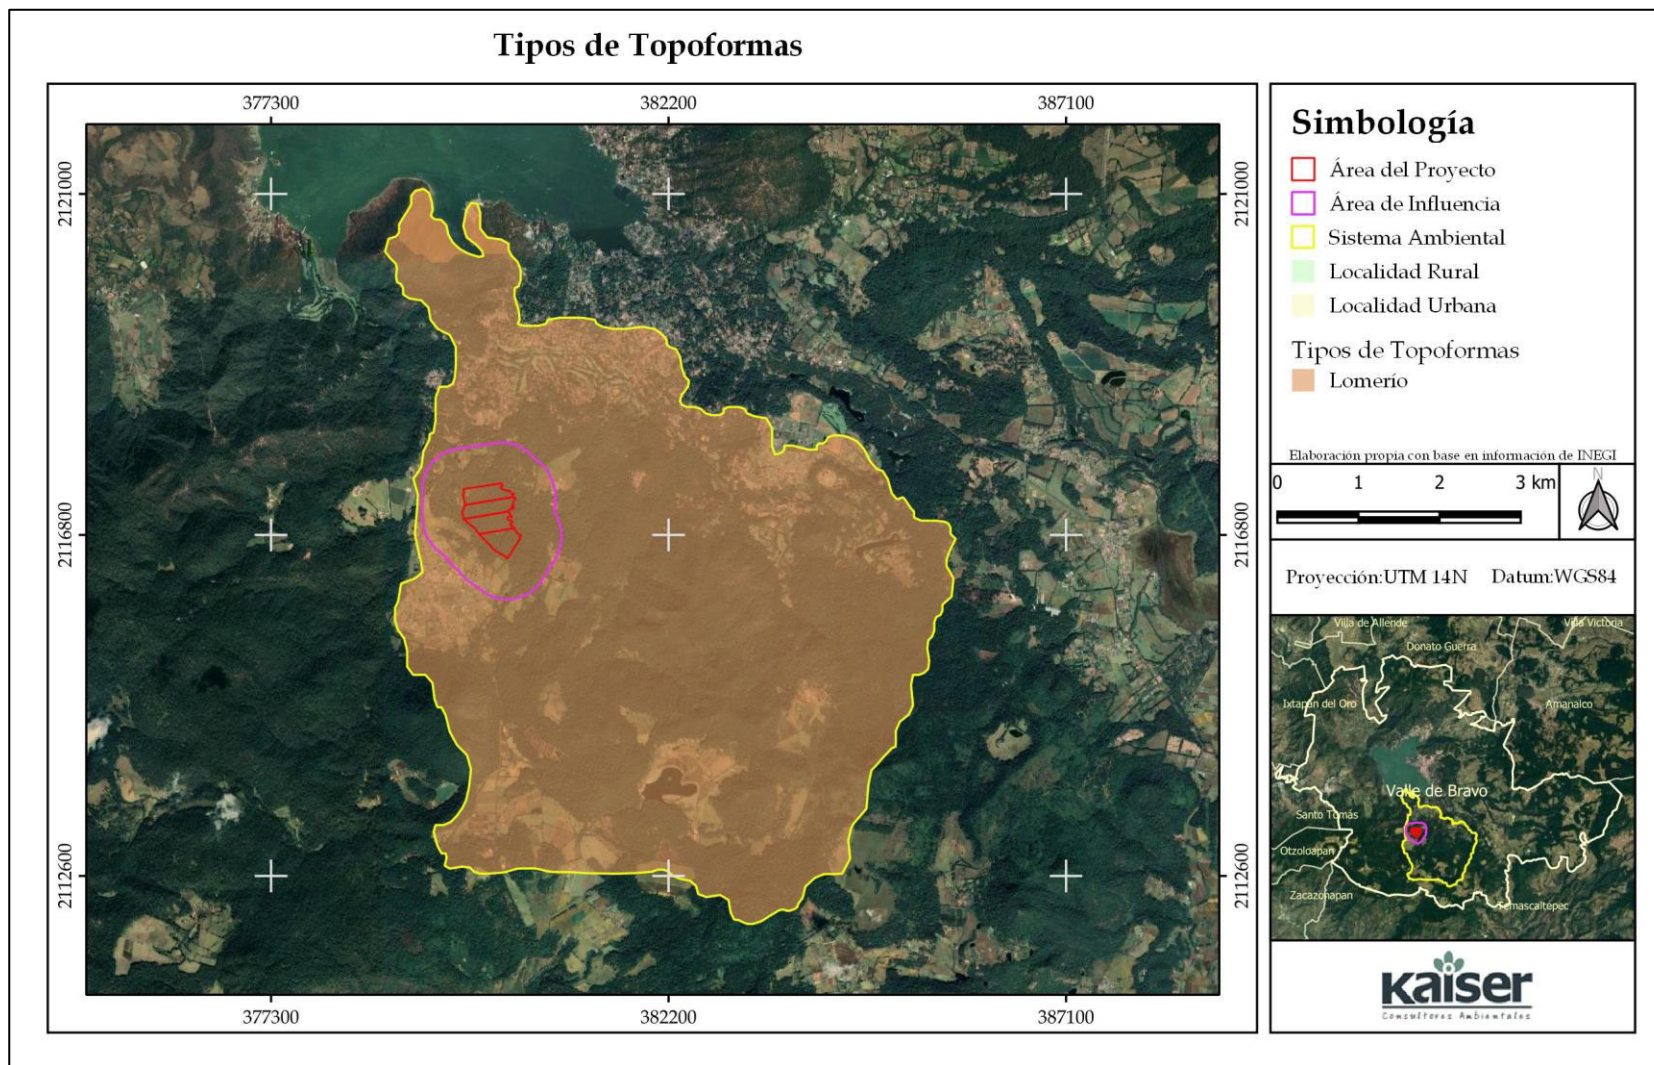 Tipos de Topoformas
377300
382200
387100
2121000
2121000
2116800
2116800
2112600
2112600
377300
382200
387100
Simbología
Área del Proyecto
Área de Influencia
Sistema Ambiental
Localidad Rural
Localidad Urbana
Tipos de Topoformas
Lomerío
Elaboración propia con base en información de INEGI
0 1 2 3 km
N
Proyección:UTM 14N Datum:WGS84
Villa de Allende
Villa Victoria
Donato Guerra
Ixtapan del Oro
Amanalco
Valle de Bravo
Santo Tomás
Otzoloapan
Zacazonapan
Temascaltepec
Kaiser
Consultores Ambientales